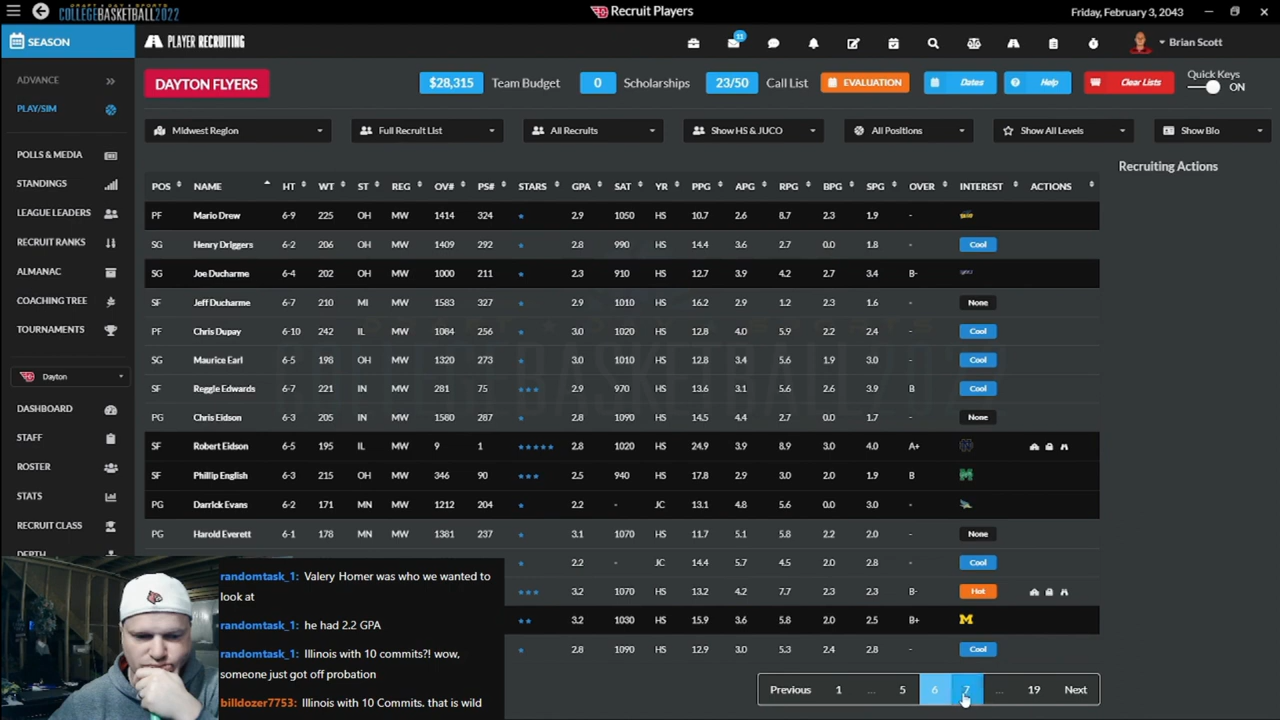 DRAFT DAY SPORTS
COLLEGE BASKETBALL 2022
Recruit Players
Friday, February 3, 2043
SEASON
PLAYER RECRUITING
11
Brian Scott
ADVANCE
DAYTON FLYERS
$28,315 Team Budget
0 Scholarships
23/50 Call List
EVALUATION
Dates
Help
Clear Lists
Quick Keys
ON
PLAY/SIM
Midwest Region
Full Recruit List
All Recruits
Show HS & JUCO
All Positions
Show All Levels
Show Bio
POLLS & MEDIA
STANDINGS
LEAGUE LEADERS
RECRUIT RANKS
ALMANAC
COACHING TREE
TOURNAMENTS
Dayton
DASHBOARD
STAFF
ROSTER
STATS
RECRUIT CLASS
DEPTH
Recruiting Actions
POS NAME HT WT ST REG OV# PS# STARS GPA SAT YR PPG APG RPG BPG SPG OVER INTEREST ACTIONS
PF Mario Drew 6-9 225 OH MW 1414 324 2.9 1050 HS 10.7 2.6 8.7 2.3 1.9 -
SG Henry Driggers 6-2 206 OH MW 1409 292 2.8 990 HS 14.4 3.6 2.7 0.0 1.8 - Cool
SG Joe Ducharme 6-4 202 OH MW 1000 211 2.3 910 HS 12.7 3.9 4.2 2.7 3.4 B-
SF Jeff Ducharme 6-7 210 MI MW 1583 327 2.9 1010 HS 16.2 2.9 1.2 2.3 1.6 - None
PF Chris Dupay 6-10 242 IL MW 1084 256 3.0 1020 HS 12.8 4.0 5.9 2.2 2.4 - Cool
SG Maurice Earl 6-5 198 OH MW 1320 273 3.0 1010 HS 12.8 3.4 5.6 1.9 3.0 - Cool
SF Reggie Edwards 6-7 221 IN MW 281 75 2.9 970 HS 13.6 3.1 5.6 2.6 3.9 B Cool
PG Chris Eidson 6-3 205 IN MW 1580 287 2.8 1090 HS 14.5 4.4 2.7 0.0 1.7 - None
SF Robert Eidson 6-5 195 IL MW 9 1 2.8 1020 HS 24.9 3.9 8.9 3.0 4.0 A+
SF Phillip English 6-3 215 OH MW 346 90 2.5 940 HS 17.8 2.9 3.0 2.0 1.9 B
PG Darrick Evans 6-2 171 MN MW 1212 204 2.2 - JC 13.1 4.8 5.6 0.0 3.0 -
PG Harold Everett 6-1 178 MN MW 1381 237 3.1 1070 HS 11.7 5.1 5.8 2.2 2.0 - None
2.2 - JC 14.4 5.7 4.5 2.0 2.8 - Cool
3.2 1070 HS 13.2 4.2 7.7 2.3 2.3 B- Hot
3.2 1030 HS 15.9 3.6 5.8 2.0 2.5 B+
2.8 1090 HS 12.9 3.0 5.3 2.4 2.8 - Cool
randomtask_1: Valery Homer was who we wanted to
look at
randomtask_1: he had 2.2 GPA
randomtask_1: Illinois with 10 commits?! wow,
someone just got off probation
billdozer7753: Illinois with 10 Commits. that is wild
Previous 1 ... 5 6 7 ... 19 Next